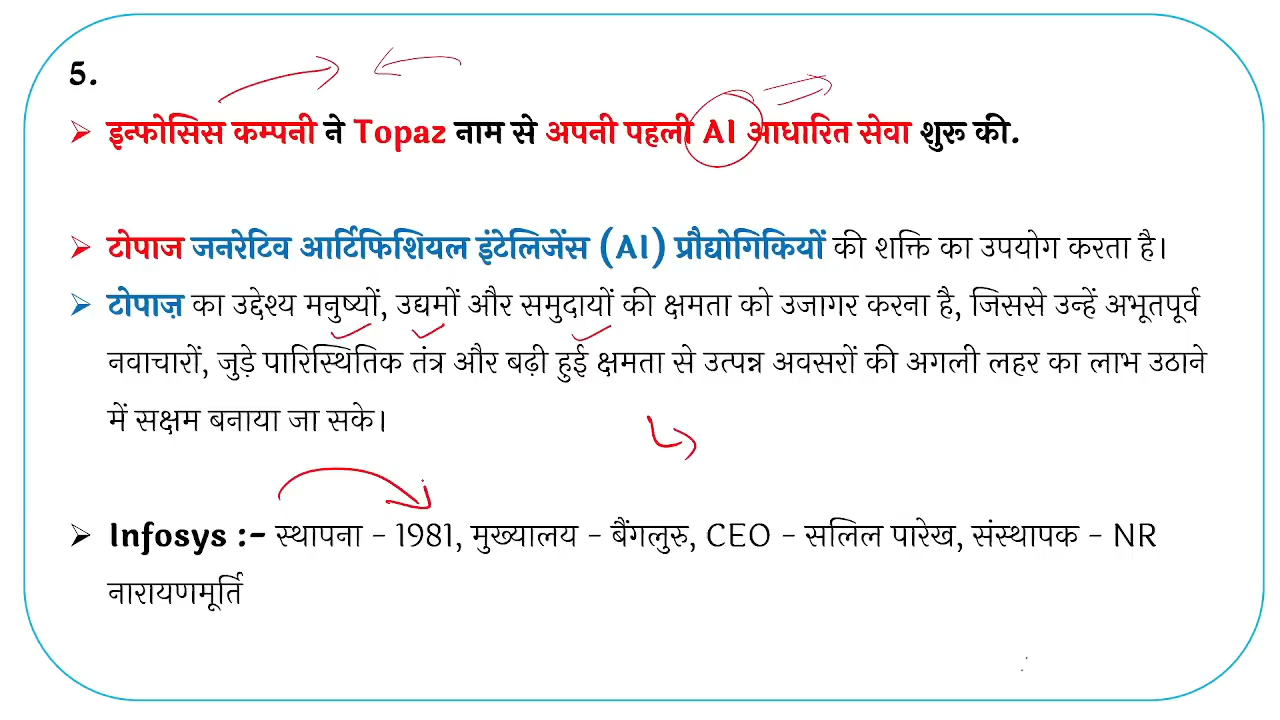 5.
➢ इन्फोसिस कम्पनी ने Topaz नाम से अपनी पहली AI आधारित सेवा शुरू की.
➢ टोपाज जनरेटिव आर्टिफिशियल इंटेलिजेंस (AI) प्रौद्योगिकियों की शक्ति का उपयोग करता है।
➢ टोपाज़ का उद्देश्य मनुष्यों, उद्यमों और समुदायों की क्षमता को उजागर करना है, जिससे उन्हें अभूतपूर्व
नवाचारों, जुड़े पारिस्थितिक तंत्र और बढ़ी हुई क्षमता से उत्पन्न अवसरों की अगली लहर का लाभ उठाने
में सक्षम बनाया जा सके।
➢ Infosys :- स्थापना - 1981, मुख्यालय - बैंगलुरु, CEO - सलिल पारेख, संस्थापक - NR
नारायणमूर्ति